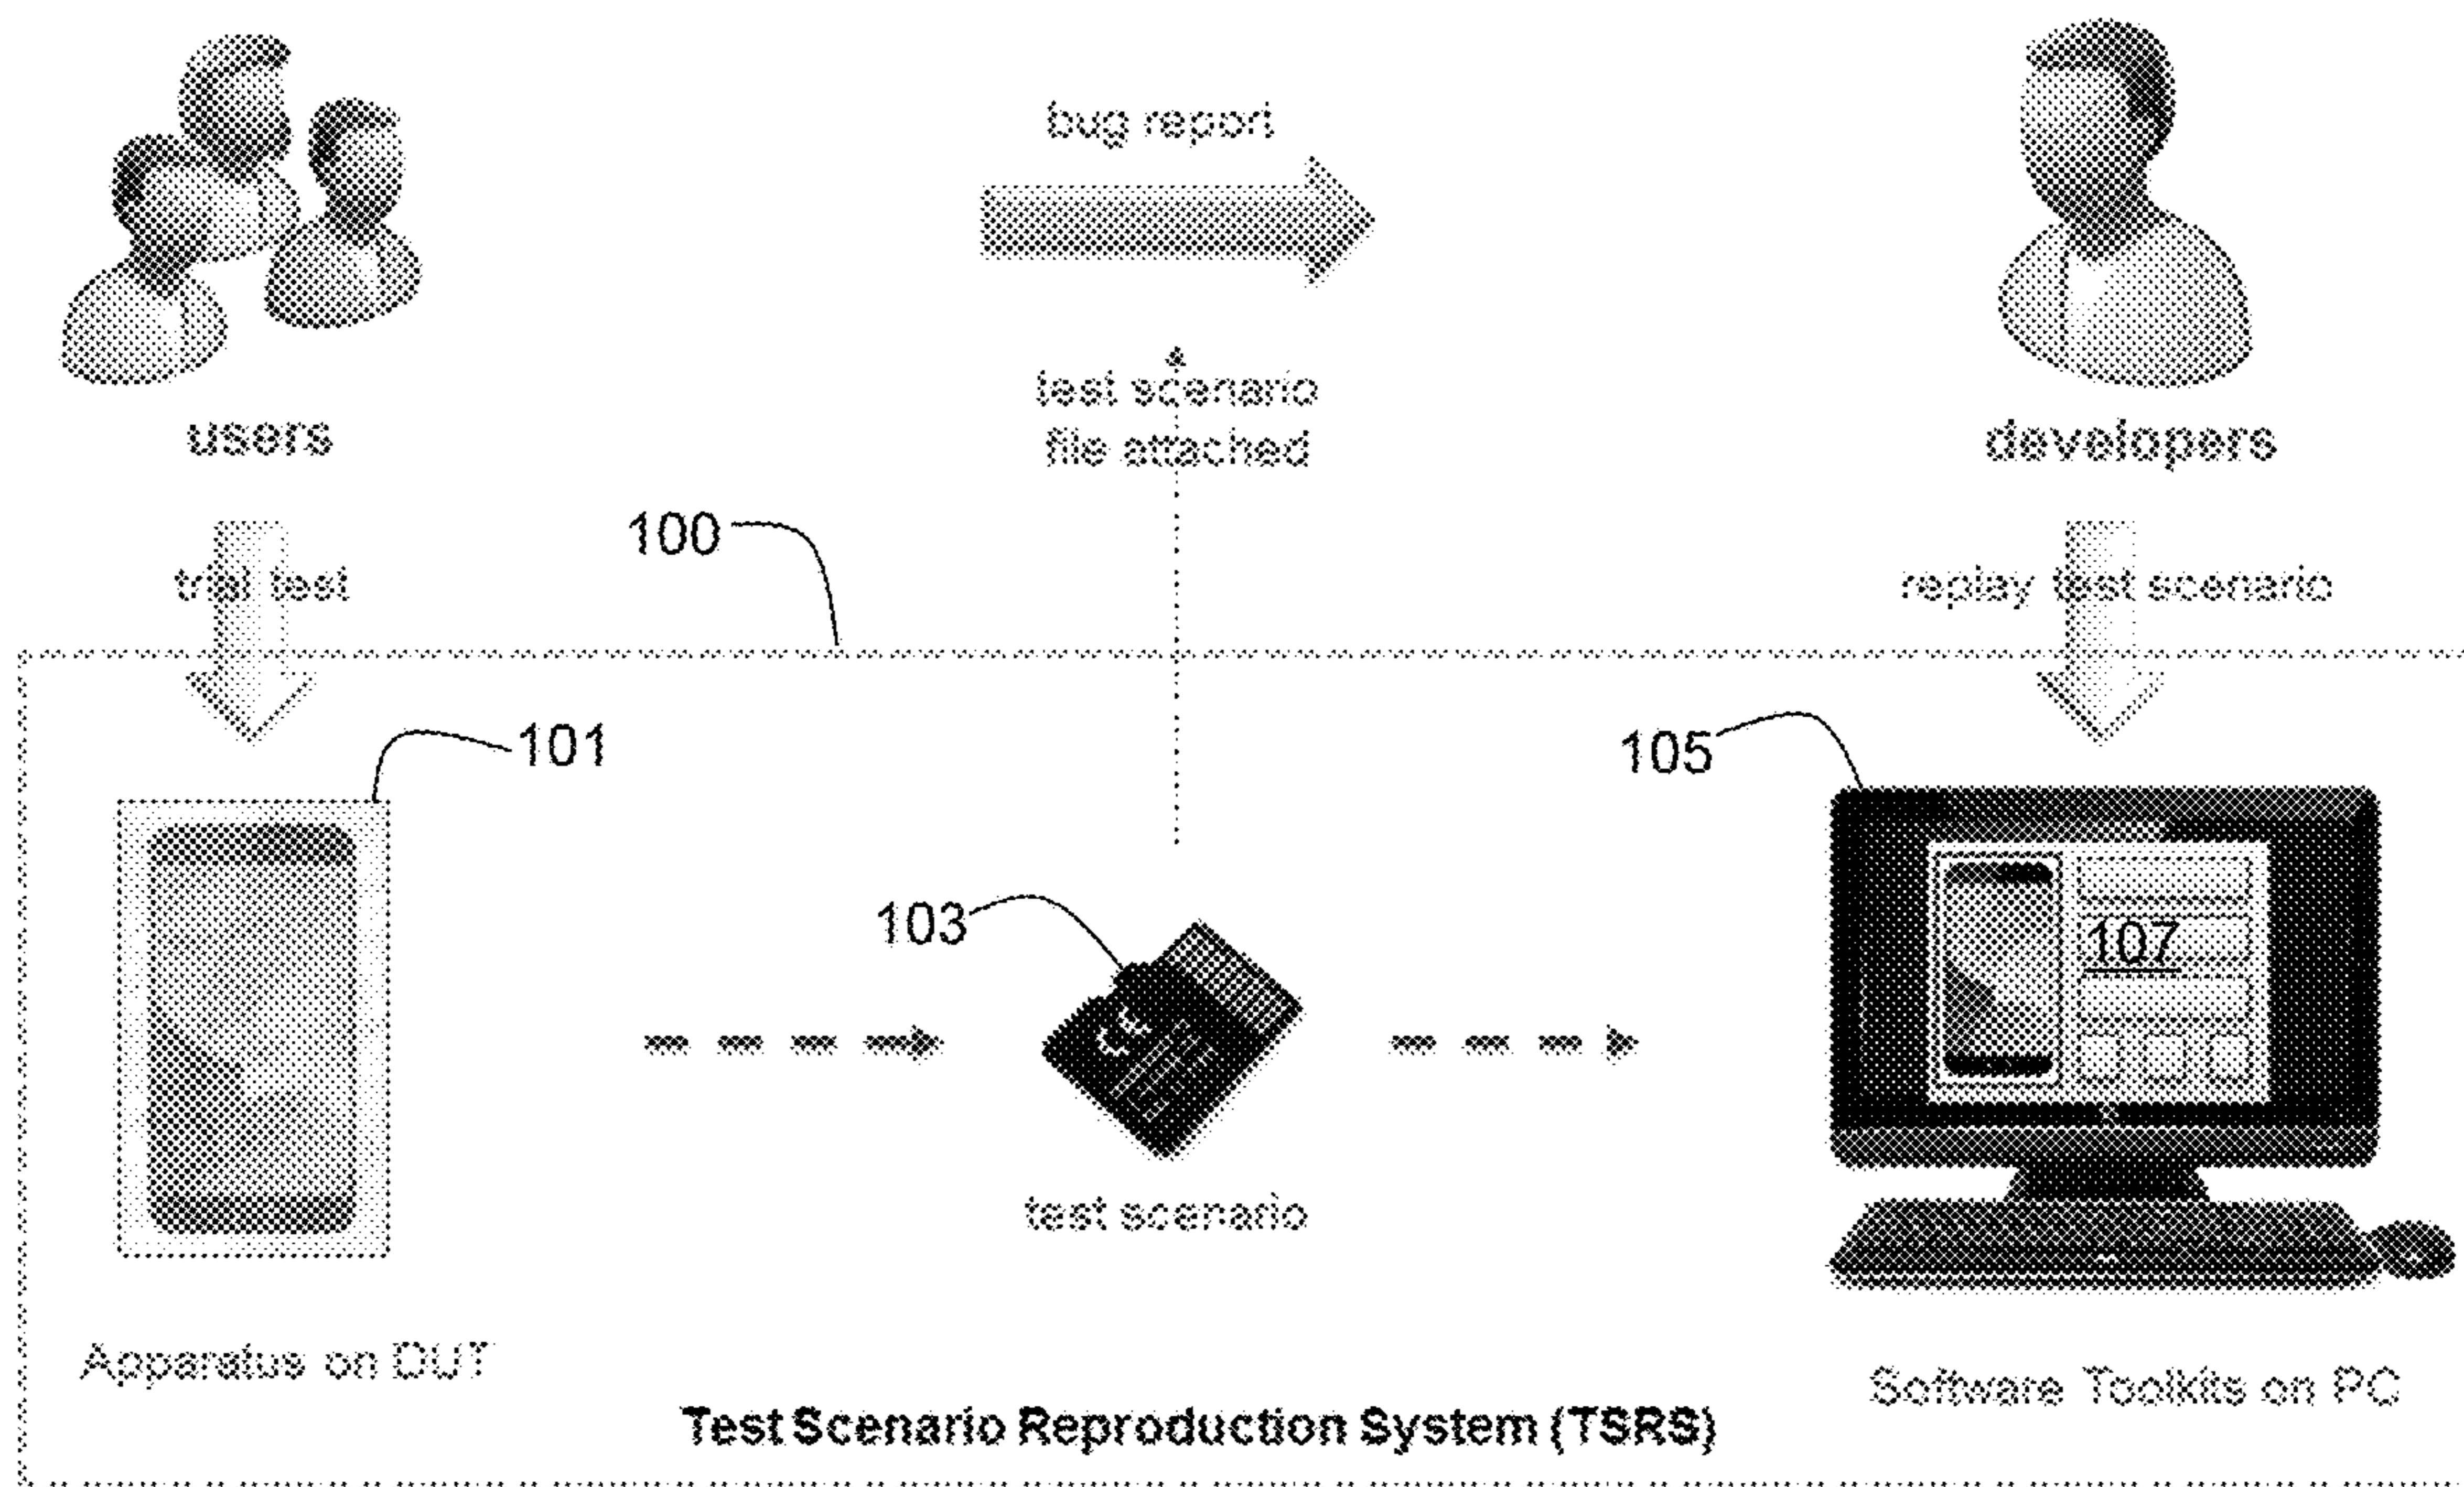 bug report
test scenario
file attached
users
developers
100
trial test
replay test scenario
101
105
103
107
test scenario
Apparatus on DUT
Software Toolkits on PC
Test Scenario Reproduction System (TSRS)